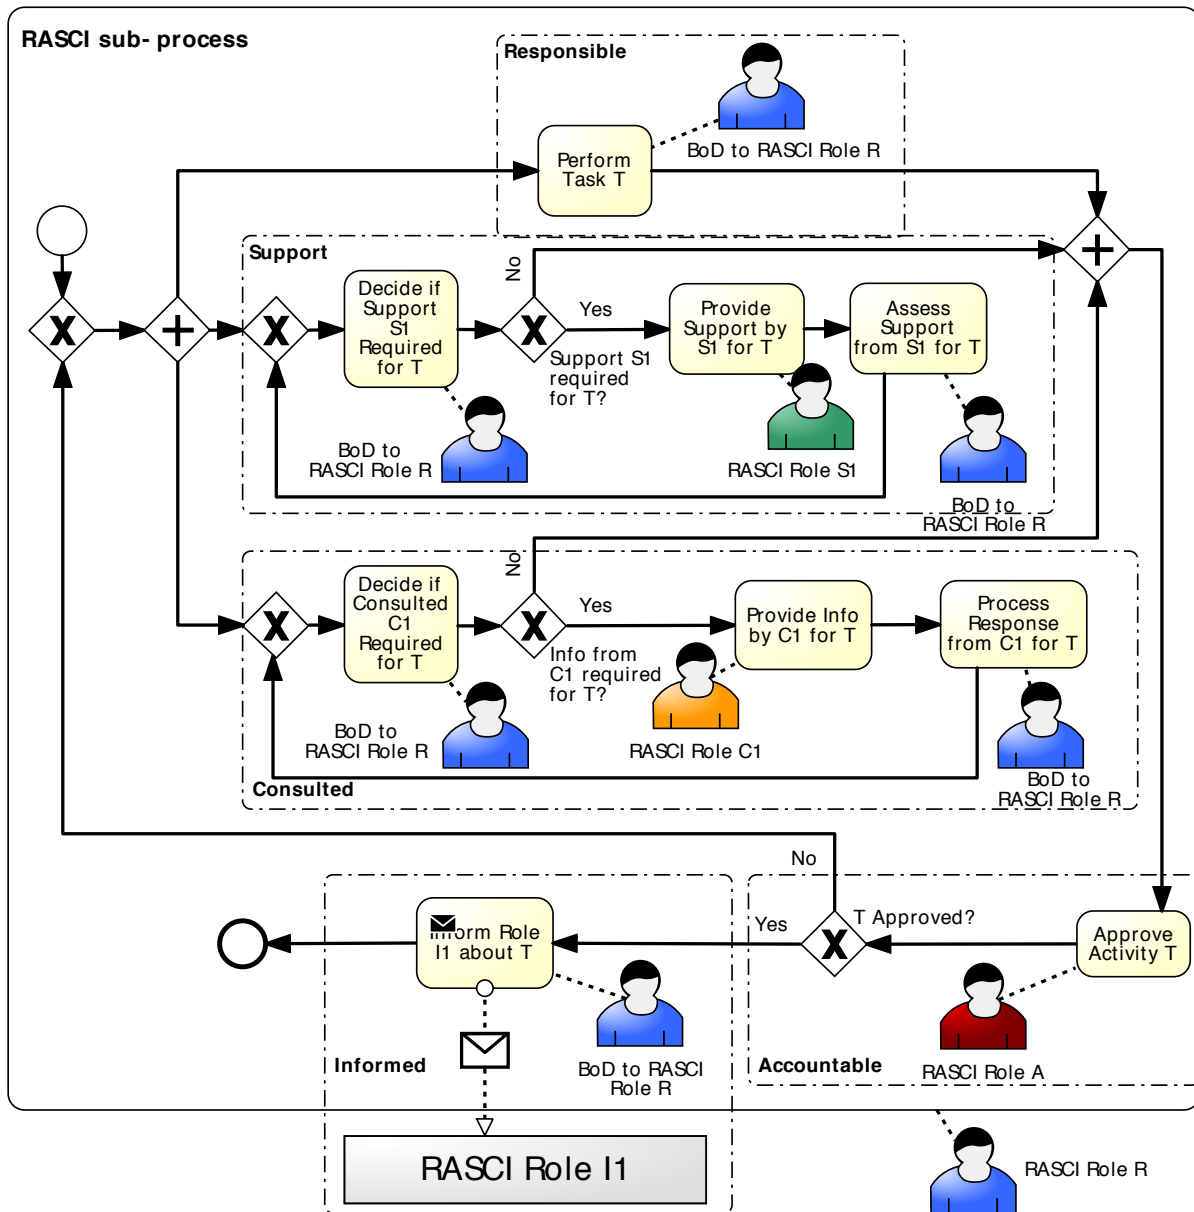 RASCI sub- process
Responsible
BoD to RASCI Role R
Perform
Task T
Support
Decide if
Support
S1
Required
for T
No
Yes
Support S1
required
for T?
Provide
Support by
S1 for T
Assess
Support
from S1 for T
BoD to
RASCI Role R
RASCI Role S1
BoD to
RASCI Role R
Decide if
Consulted
C1
Required
for T
No
Yes
Info from
C1 required
for T?
Provide Info
by C1 for T
Process
Response
from C1 for T
BoD to
RASCI Role R
RASCI Role C1
BoD to
RASCI Role R
Consulted
No
Yes
T Approved?
Approve
Activity T
Inform Role
I1 about T
Informed
BoD to RASCI
Role R
Accountable
RASCI Role A
RASCI Role I1
RASCI Role R